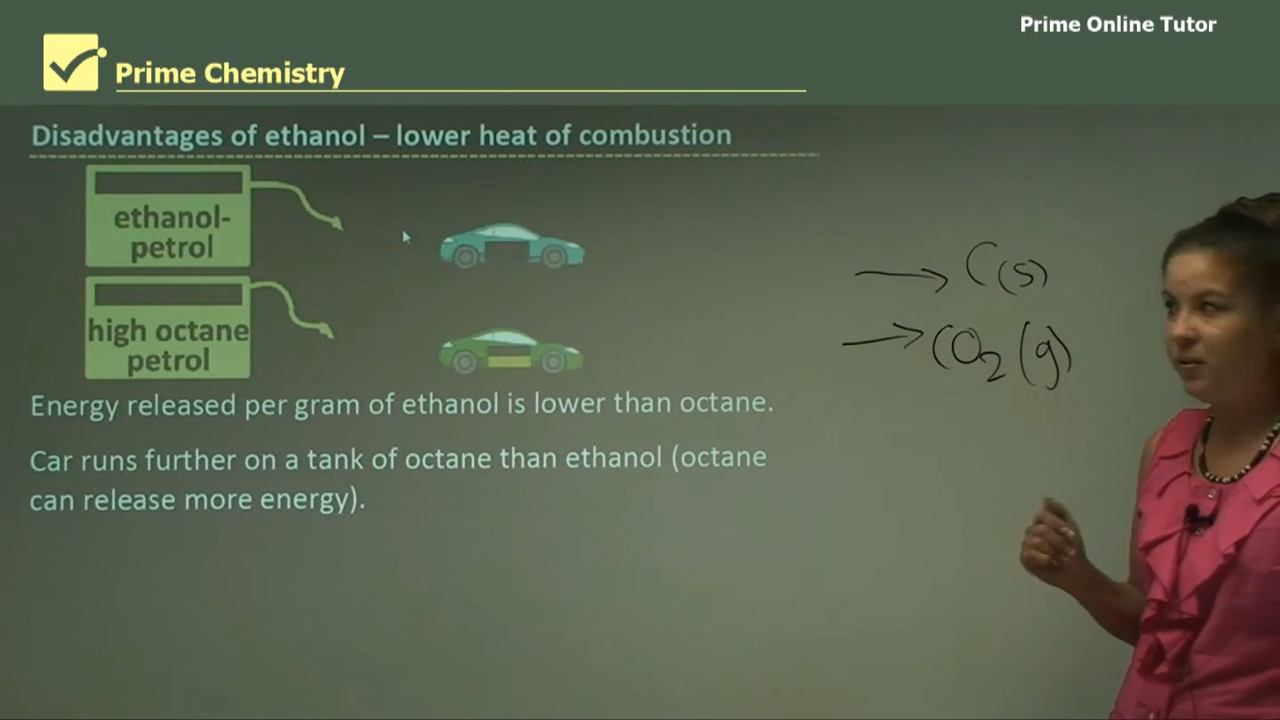 Prime Online Tutor
Prime Chemistry
Disadvantages of ethanol – lower heat of combustion
ethanol-
petrol
C(s)
high octane
petrol
CO₂(g)
Energy released per gram of ethanol is lower than octane.
Car runs further on a tank of octane than ethanol (octane
can release more energy).